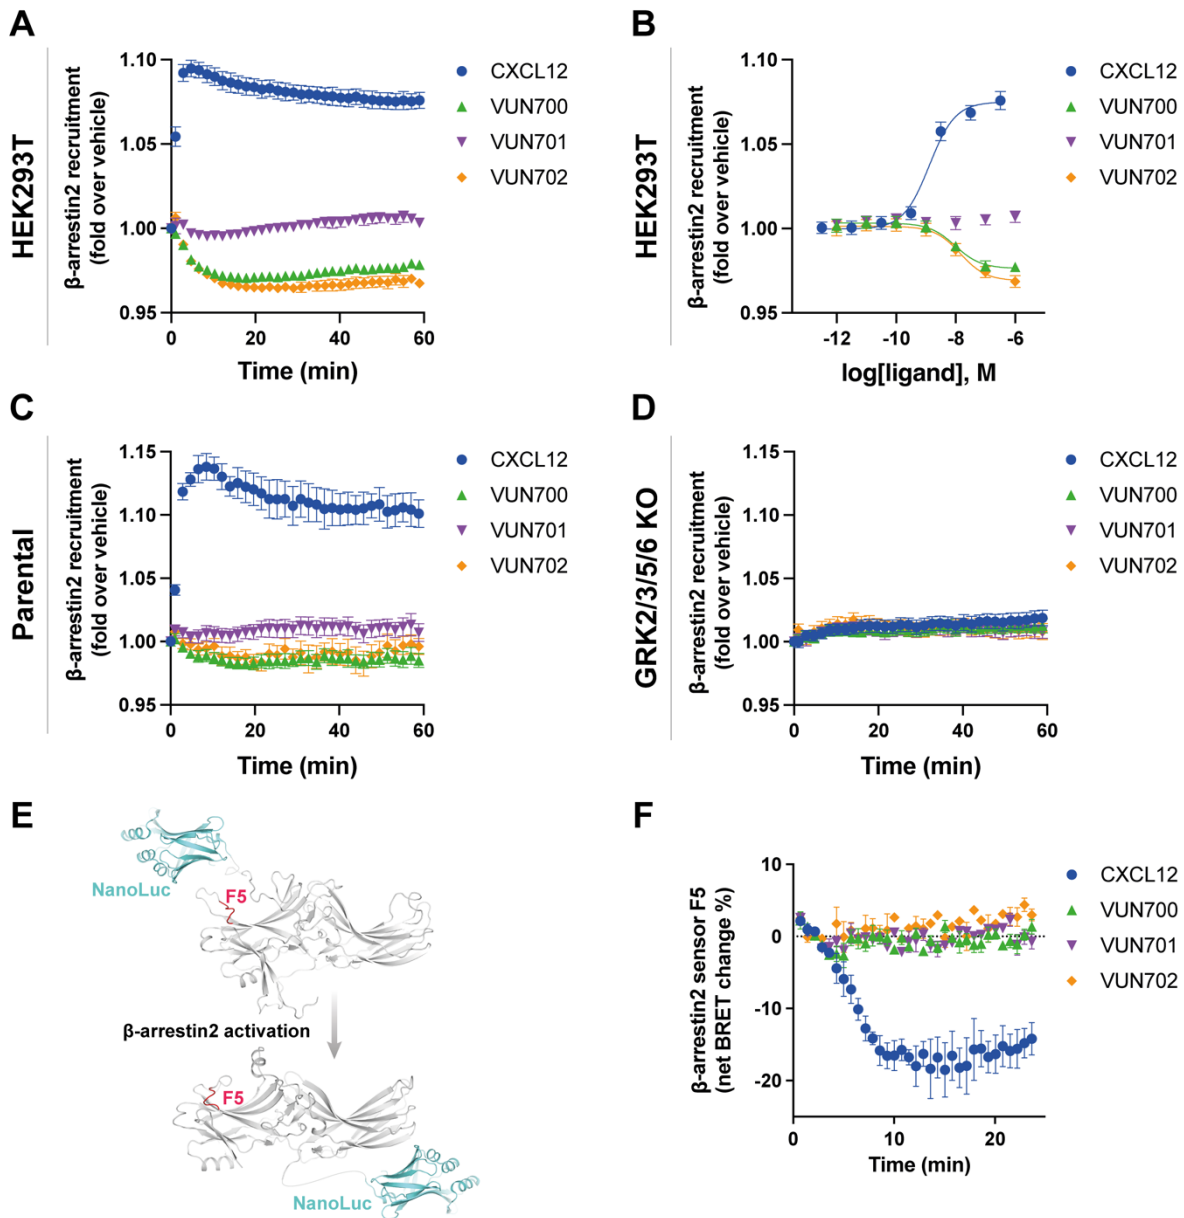 A
HEK293T
β-arrestin2 recruitment
(fold over vehicle)
1.10
1.05
1.00
0.95
0
20
40
60
Time (min)
CXCL12
VUN700
VUN701
VUN702
B
HEK293T
β-arrestin2 recruitment
(fold over vehicle)
1.10
1.05
1.00
0.95
-12
-10
-8
-6
log[ligand], M
CXCL12
VUN700
VUN701
VUN702
C
Parental
β-arrestin2 recruitment
(fold over vehicle)
1.15
1.10
1.05
1.00
0.95
0
20
40
60
Time (min)
CXCL12
VUN700
VUN701
VUN702
D
GRK2/3/5/6 KO
β-arrestin2 recruitment
(fold over vehicle)
1.15
1.10
1.05
1.00
0.95
0
20
40
60
Time (min)
CXCL12
VUN700
VUN701
VUN702
E
NanoLuc
F5
β-arrestin2 activation
F5
NanoLuc
F
β-arrestin2 sensor F5
(net BRET change %)
10
0
-10
-20
0
10
20
Time (min)
CXCL12
VUN700
VUN701
VUN702